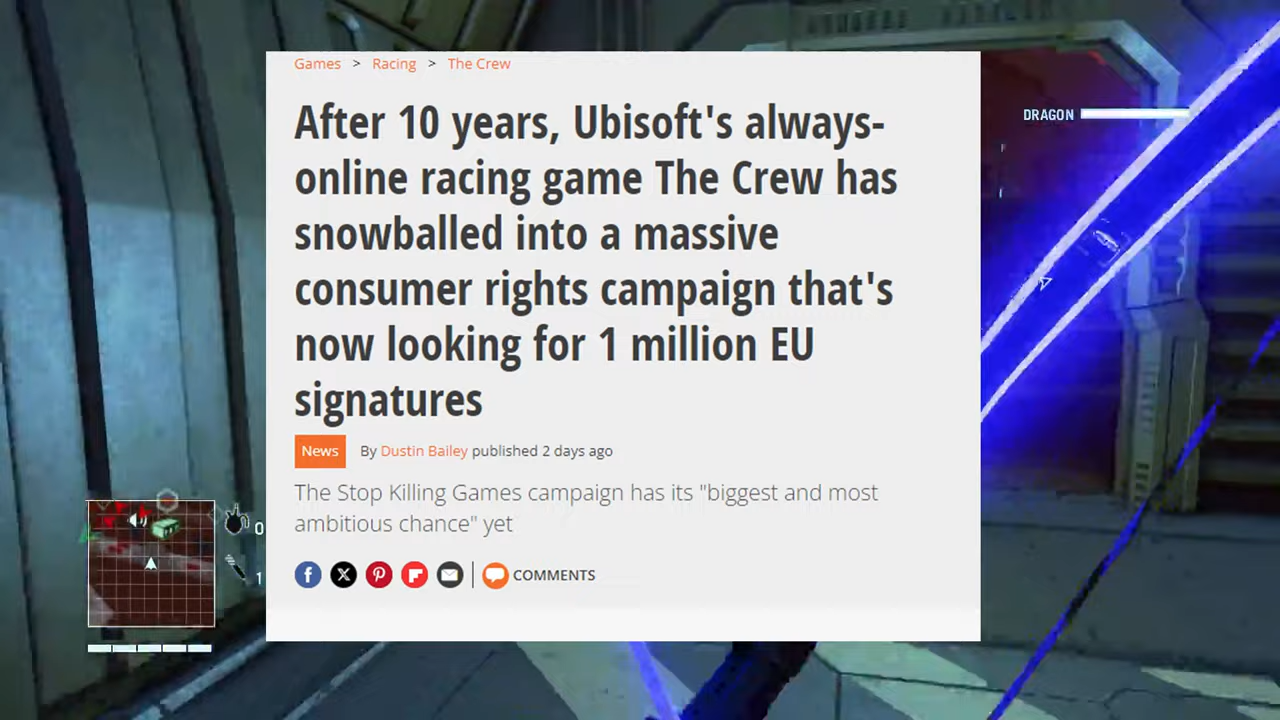 Games > Racing > The Crew
After 10 years, Ubisoft's always-
online racing game The Crew has
snowballed into a massive
consumer rights campaign that's
now looking for 1 million EU
signatures
News By Dustin Bailey published 2 days ago
The Stop Killing Games campaign has its "biggest and most
ambitious chance" yet
COMMENTS
DRAGON
0
1